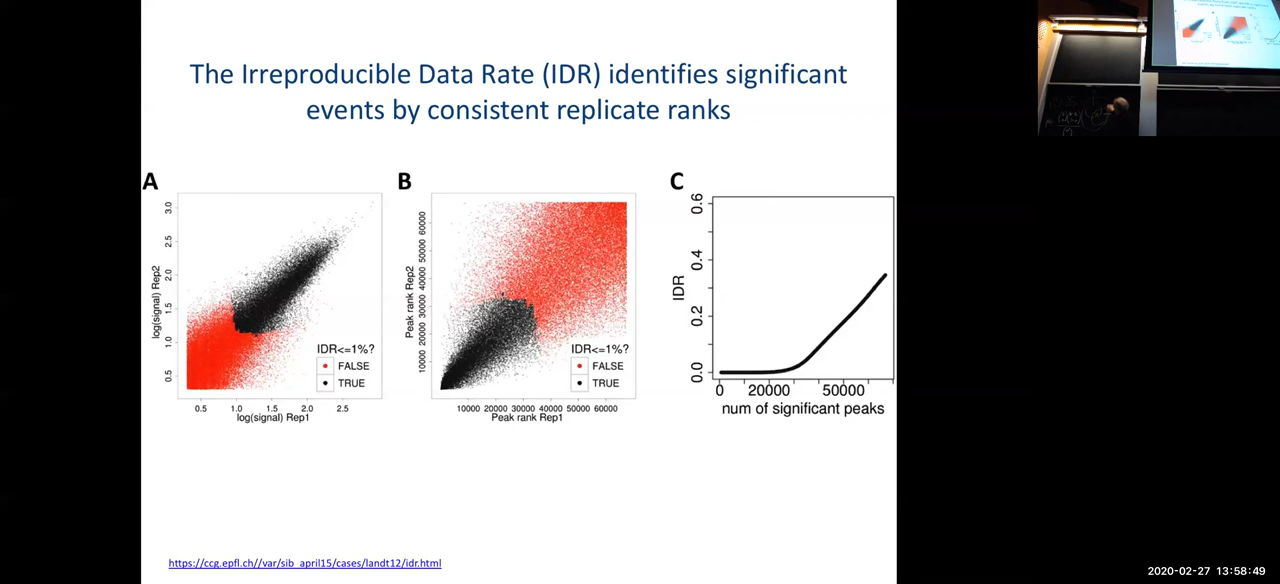 The Irreproducible Data Rate (IDR) identifies significant
events by consistent replicate ranks
A
log(signal) Rep2
3.0
2.5
2.0
1.5
1.0
0.5
IDR<=1%?
FALSE
TRUE
0.5 1.0 1.5 2.0 2.5
log(signal) Rep1
B
Peak rank Rep2
60000
50000
40000
30000
20000
10000
IDR<=1%?
FALSE
TRUE
10000 20000 30000 40000 50000 60000
Peak rank Rep1
C
IDR
0.6
0.4
0.2
0.0
0 20000 50000
num of significant peaks
https://ccg.epfl.ch//var/sib_april15/cases/landt12/idr.html
2020-02-27 13:58:49